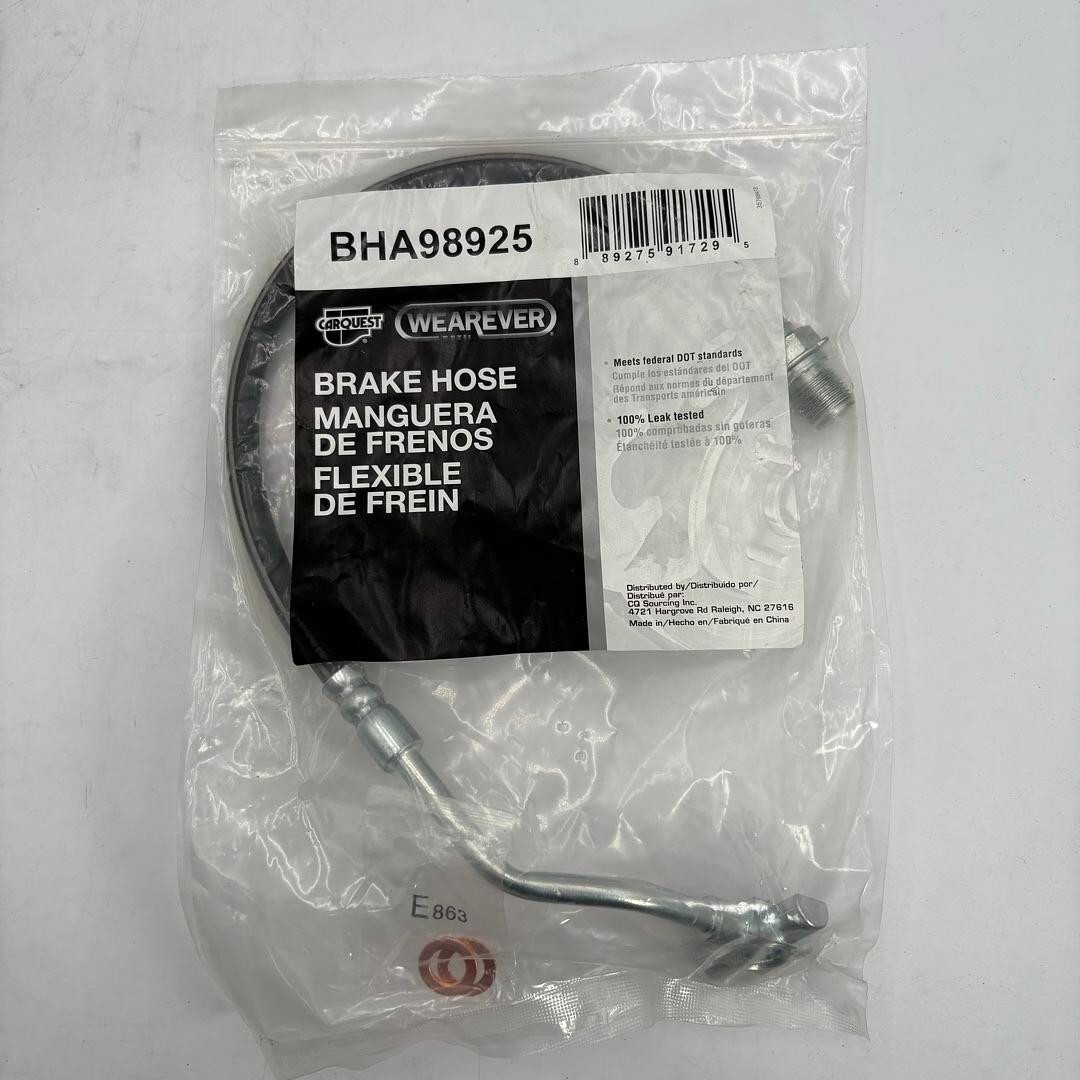 BHA98925
8 89275 91729 5
CARQUEST
WEAREVER
BRAKE HOSE
MANGUERA
DE FRENOS
FLEXIBLE
DE FREIN
• Meets federal DOT standards
Cumple los estándares del DOT
Répond aux normes du département
des Transports américain
• 100% Leak tested
100% comprobadas sin goteras
Étanchéité testée à 100%
Distributed by/Distribuido por/
Distribué par:
CQ Sourcing Inc.
4721 Hargrove Rd Raleigh, NC 27616
Made in/Hecho en/Fabriqué en China
E863